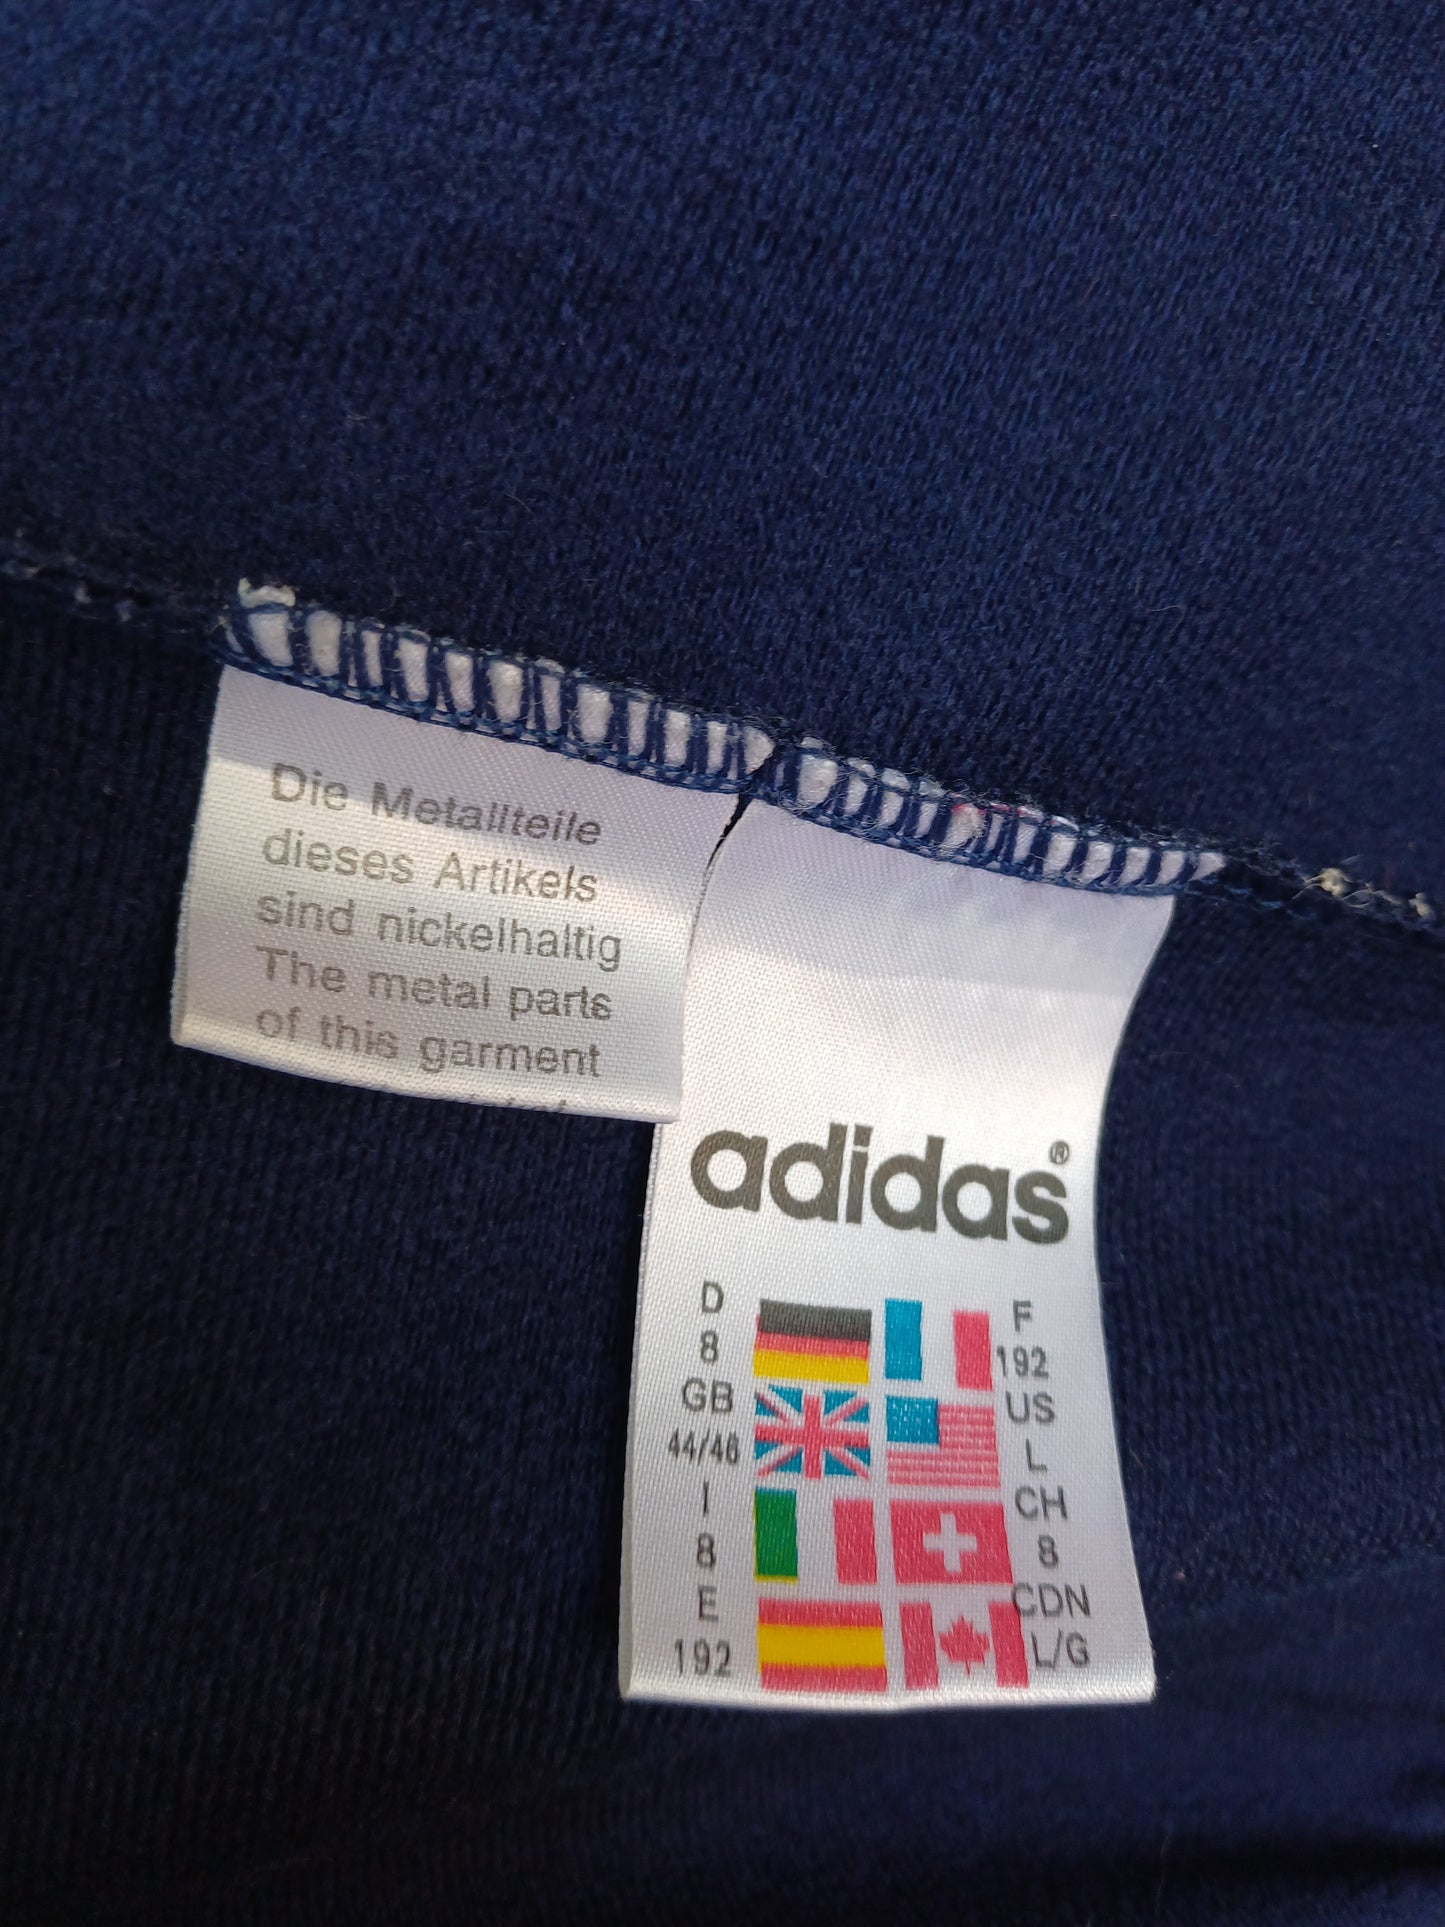 Die Metallteile
dieses Artikels
sind nickelhaltig
The metal parts
of this garment
adidas®
D
8
GB
44/46
I
8
E
192
F
192
US
L
CH
8
CDN
L/G